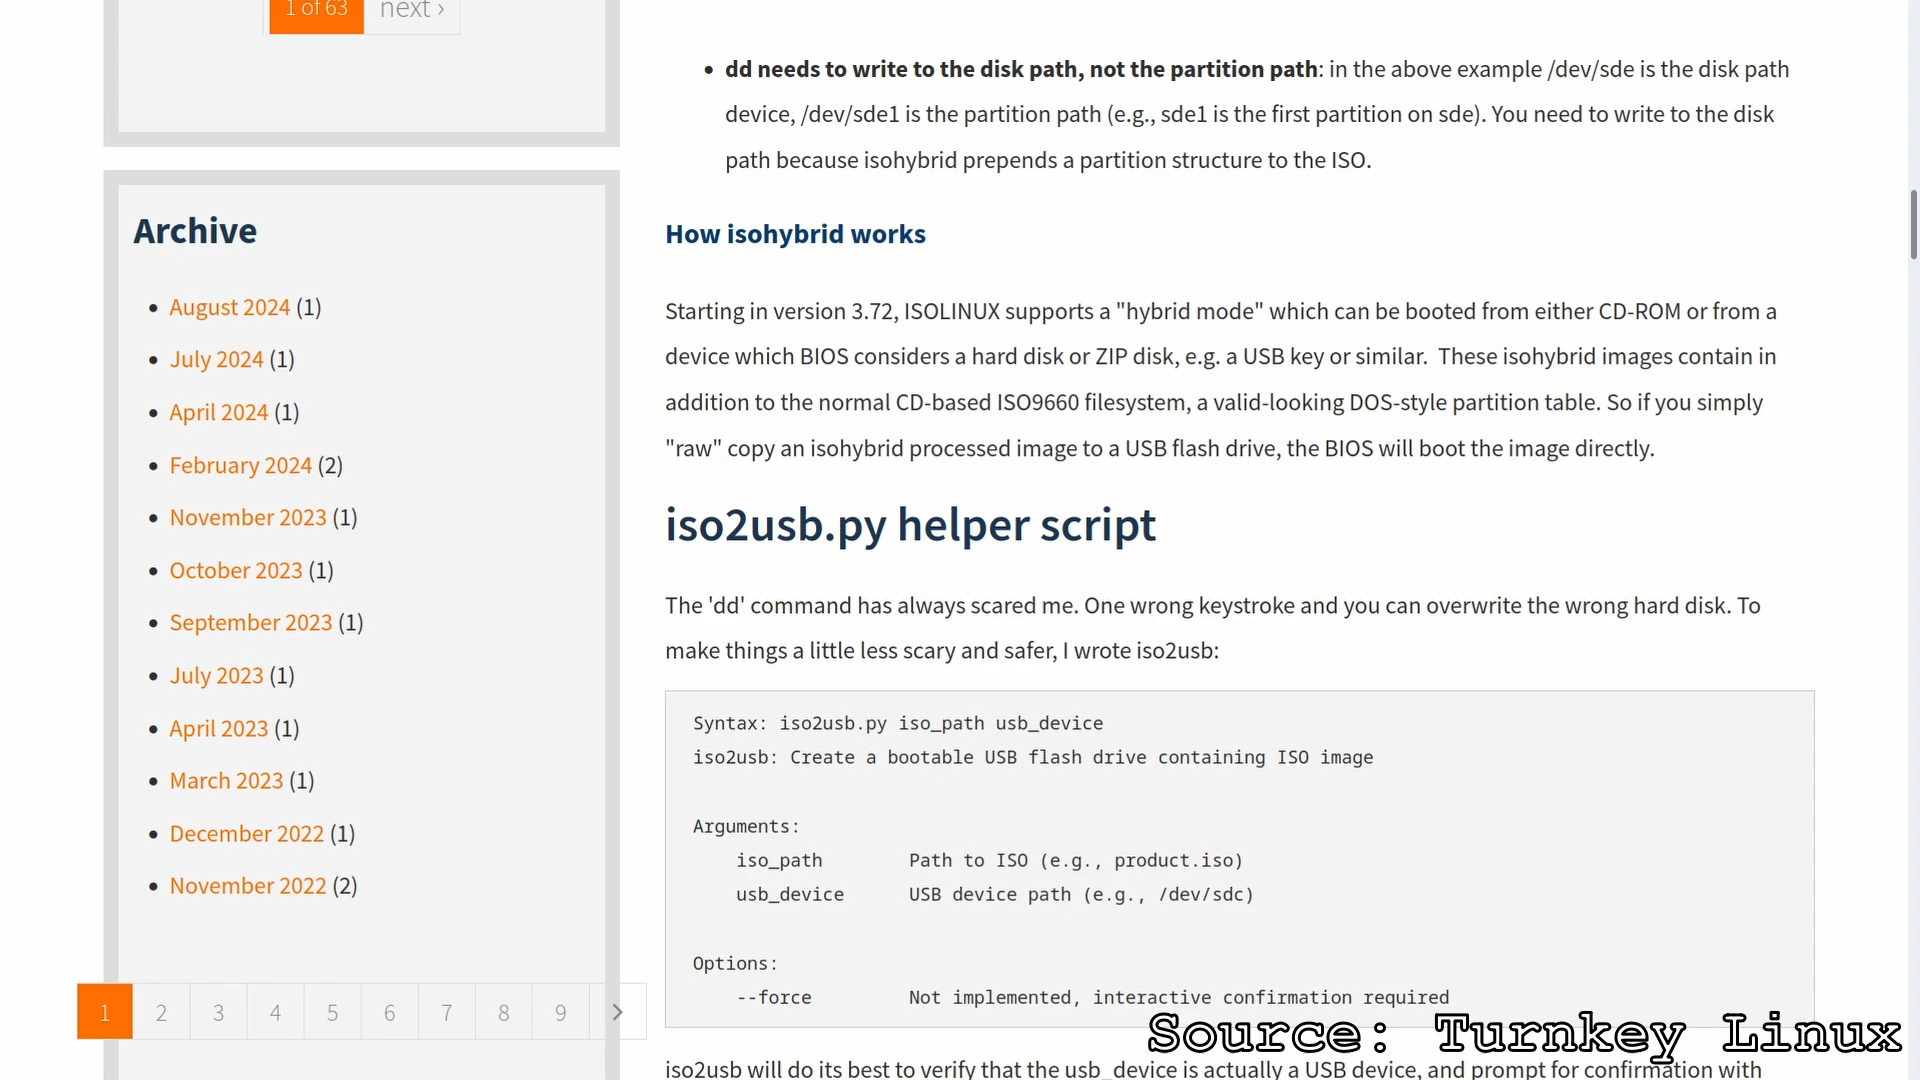 1 of 63 next ›
Archive
• August 2024 (1)
• July 2024 (1)
• April 2024 (1)
• February 2024 (2)
• November 2023 (1)
• October 2023 (1)
• September 2023 (1)
• July 2023 (1)
• April 2023 (1)
• March 2023 (1)
• December 2022 (1)
• November 2022 (2)
1 2 3 4 5 6 7 8 9 >
• dd needs to write to the disk path, not the partition path: in the above example /dev/sde is the disk path
device, /dev/sde1 is the partition path (e.g., sde1 is the first partition on sde). You need to write to the disk
path because isohybrid prepends a partition structure to the ISO.
How isohybrid works
Starting in version 3.72, ISOLINUX supports a "hybrid mode" which can be booted from either CD-ROM or from a
device which BIOS considers a hard disk or ZIP disk, e.g. a USB key or similar.  These isohybrid images contain in
addition to the normal CD-based ISO9660 filesystem, a valid-looking DOS-style partition table. So if you simply
"raw" copy an isohybrid processed image to a USB flash drive, the BIOS will boot the image directly.
iso2usb.py helper script
The 'dd' command has always scared me. One wrong keystroke and you can overwrite the wrong hard disk. To
make things a little less scary and safer, I wrote iso2usb:
Syntax: iso2usb.py iso_path usb_device
iso2usb: Create a bootable USB flash drive containing ISO image
Arguments:
    iso_path        Path to ISO (e.g., product.iso)
    usb_device      USB device path (e.g., /dev/sdc)
Options:
    --force         Not implemented, interactive confirmation required
iso2usb will do its best to verify that the usb_device is actually a USB device, and prompt for confirmation with
Source: Turnkey Linux